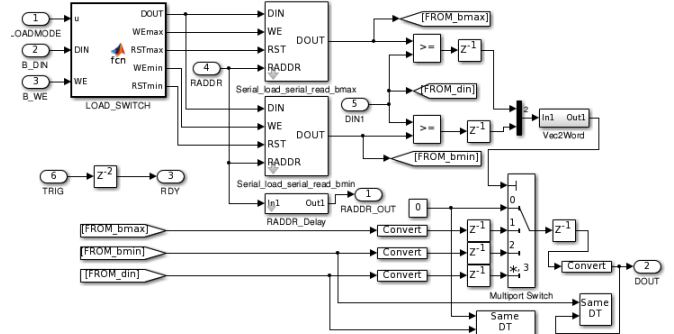 1
LOADMODE
2
B_DIN
3
B_WE
u
DIN
WE
fcn
DOUT
WEmax
RSTmax
WEmin
RSTmin
LOAD_SWITCH
4
RADDR
DIN
WE
RST
RADDR
DOUT
Serial_load_serial_read_bmax
DIN
WE
RST
RADDR
DOUT
Serial_load_serial_read_bmin
In1 Out1
RADDR_Delay
1
RADDR_OUT
5
DIN1
[FROM_bmax]
>=
Z-1
[FROM_din]
>=
Z-1
[FROM_bmin]
2
In1 Out1
Vec2Word
6
TRIG
Z-2
3
RDY
0
[FROM_bmax]
Convert
Z-1
[FROM_bmin]
Convert
Z-1
[FROM_din]
Convert
Z-1
0
1
2
*, 3
Multiport Switch
Z-1
Convert
2
DOUT
Same
DT
Same
DT